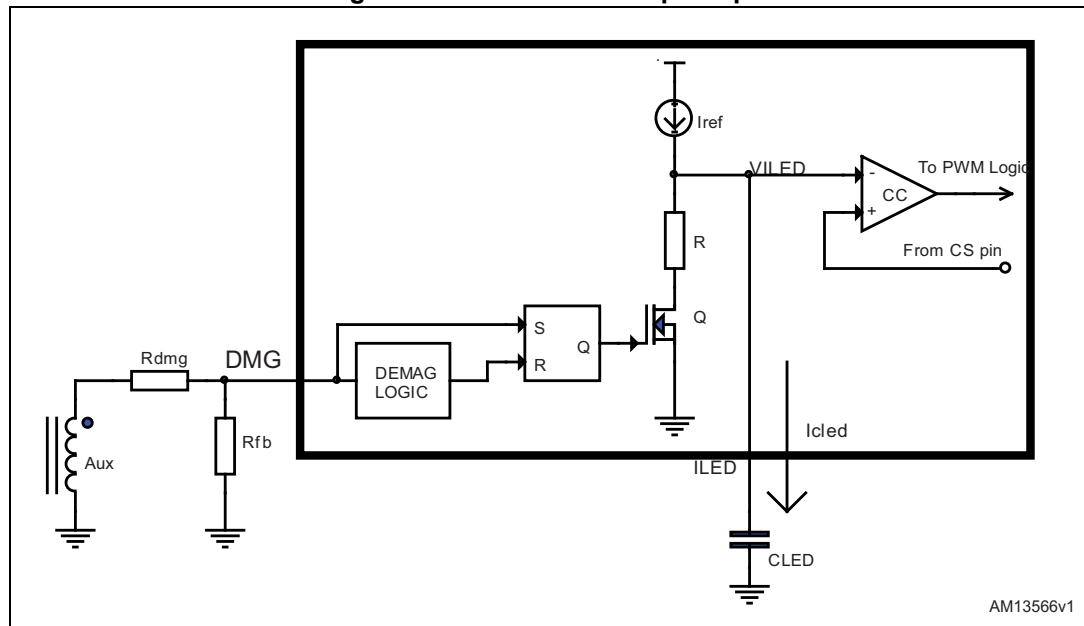 Iref
VILED
To PWM Logic
-
CC
+
R
From CS pin
S
Q
Q
R
Rdmg
DMG
DEMAG
LOGIC
Rfb
Aux
Icled
ILED
CLED
AM13566v1